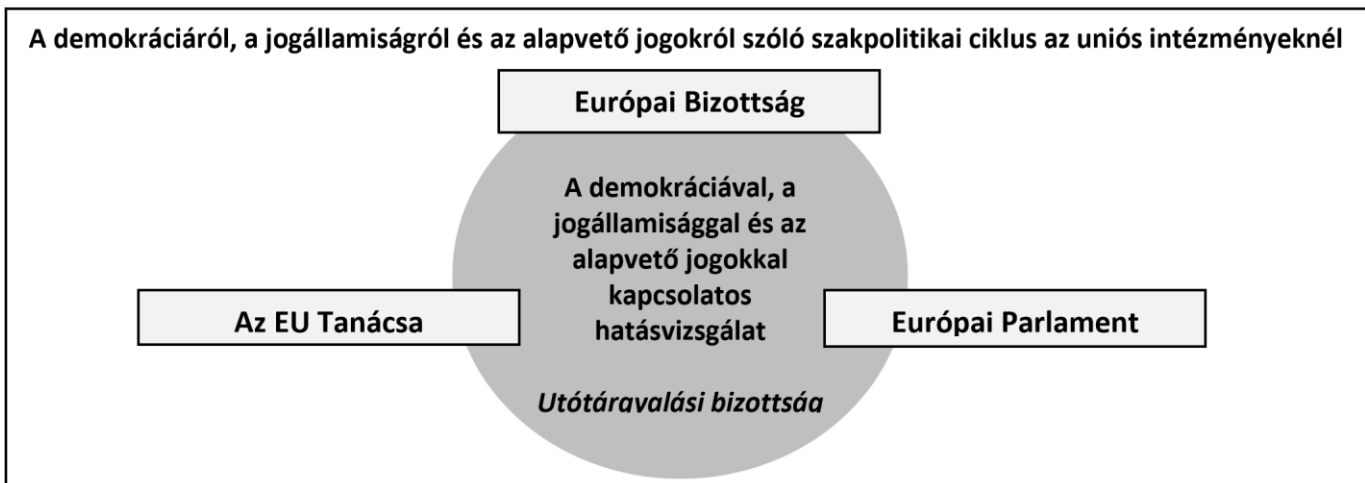 A demokráciáról, a jogállamiságról és az alapvető jogokról szóló szakpolitikai ciklus az uniós intézményeknél
Európai Bizottság
A demokráciával, a
jogállamisággal és az
alapvető jogokkal
kapcsolatos
hatásvizsgálat
Az EU Tanácsa
Európai Parlament
Utótáravalási bizottsáa